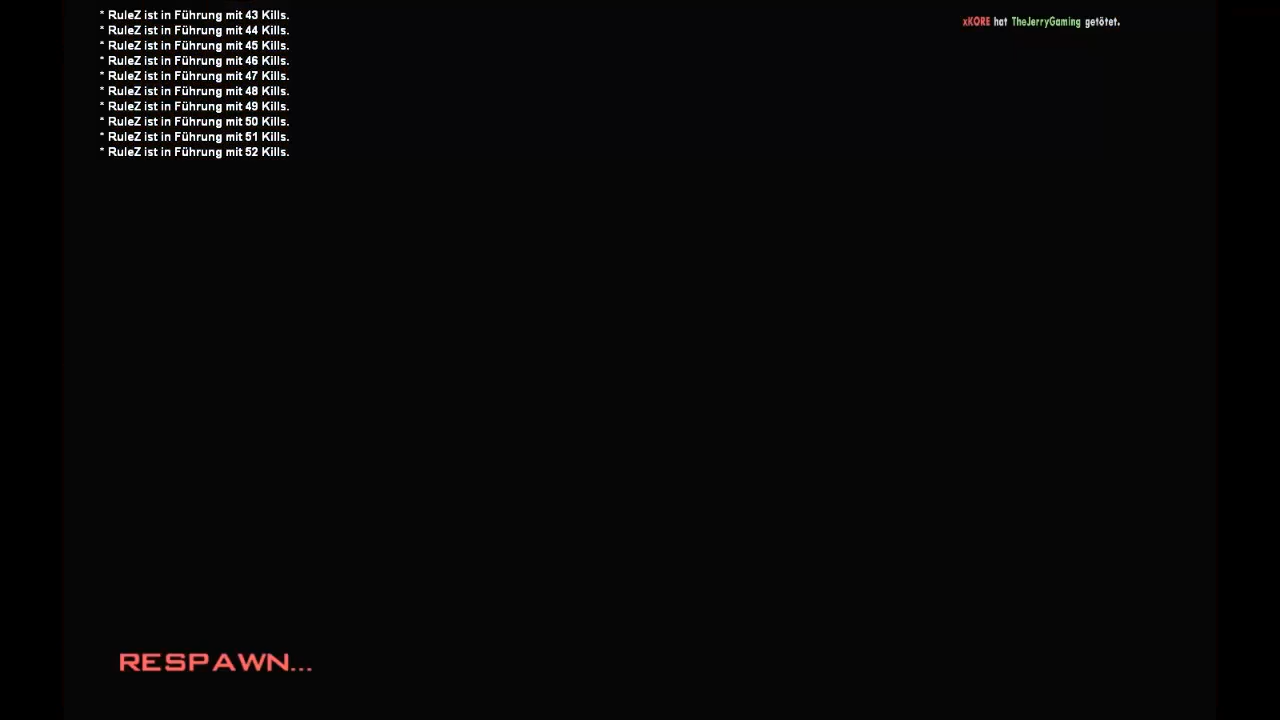 * RuleZ ist in Führung mit 43 Kills.
* RuleZ ist in Führung mit 44 Kills.
* RuleZ ist in Führung mit 45 Kills.
* RuleZ ist in Führung mit 46 Kills.
* RuleZ ist in Führung mit 47 Kills.
* RuleZ ist in Führung mit 48 Kills.
* RuleZ ist in Führung mit 49 Kills.
* RuleZ ist in Führung mit 50 Kills.
* RuleZ ist in Führung mit 51 Kills.
* RuleZ ist in Führung mit 52 Kills.
xKORE hat TheJerryGaming getötet.
RESPAWN...